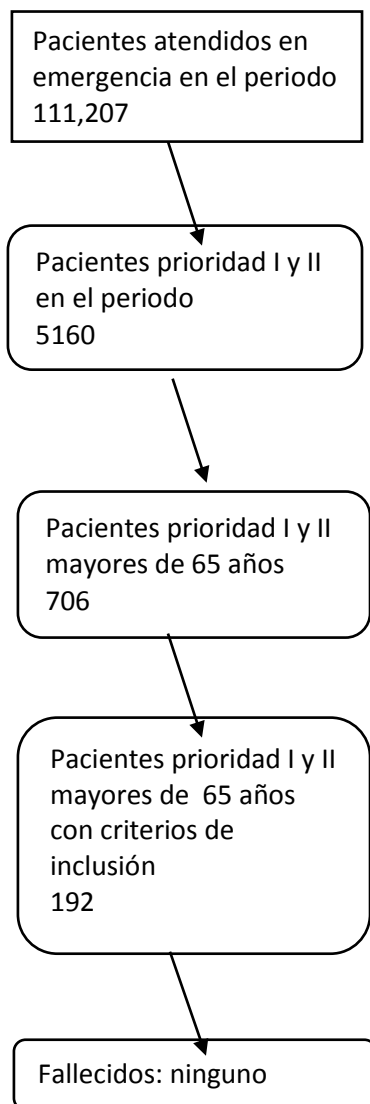 Pacientes atendidos en
emergencia en el periodo
111,207
Pacientes prioridad I y II
en el periodo
5160
Pacientes prioridad I y II
mayores de 65 años
706
Pacientes prioridad I y II
mayores de  65 años
con criterios de
inclusión
192
Fallecidos: ninguno